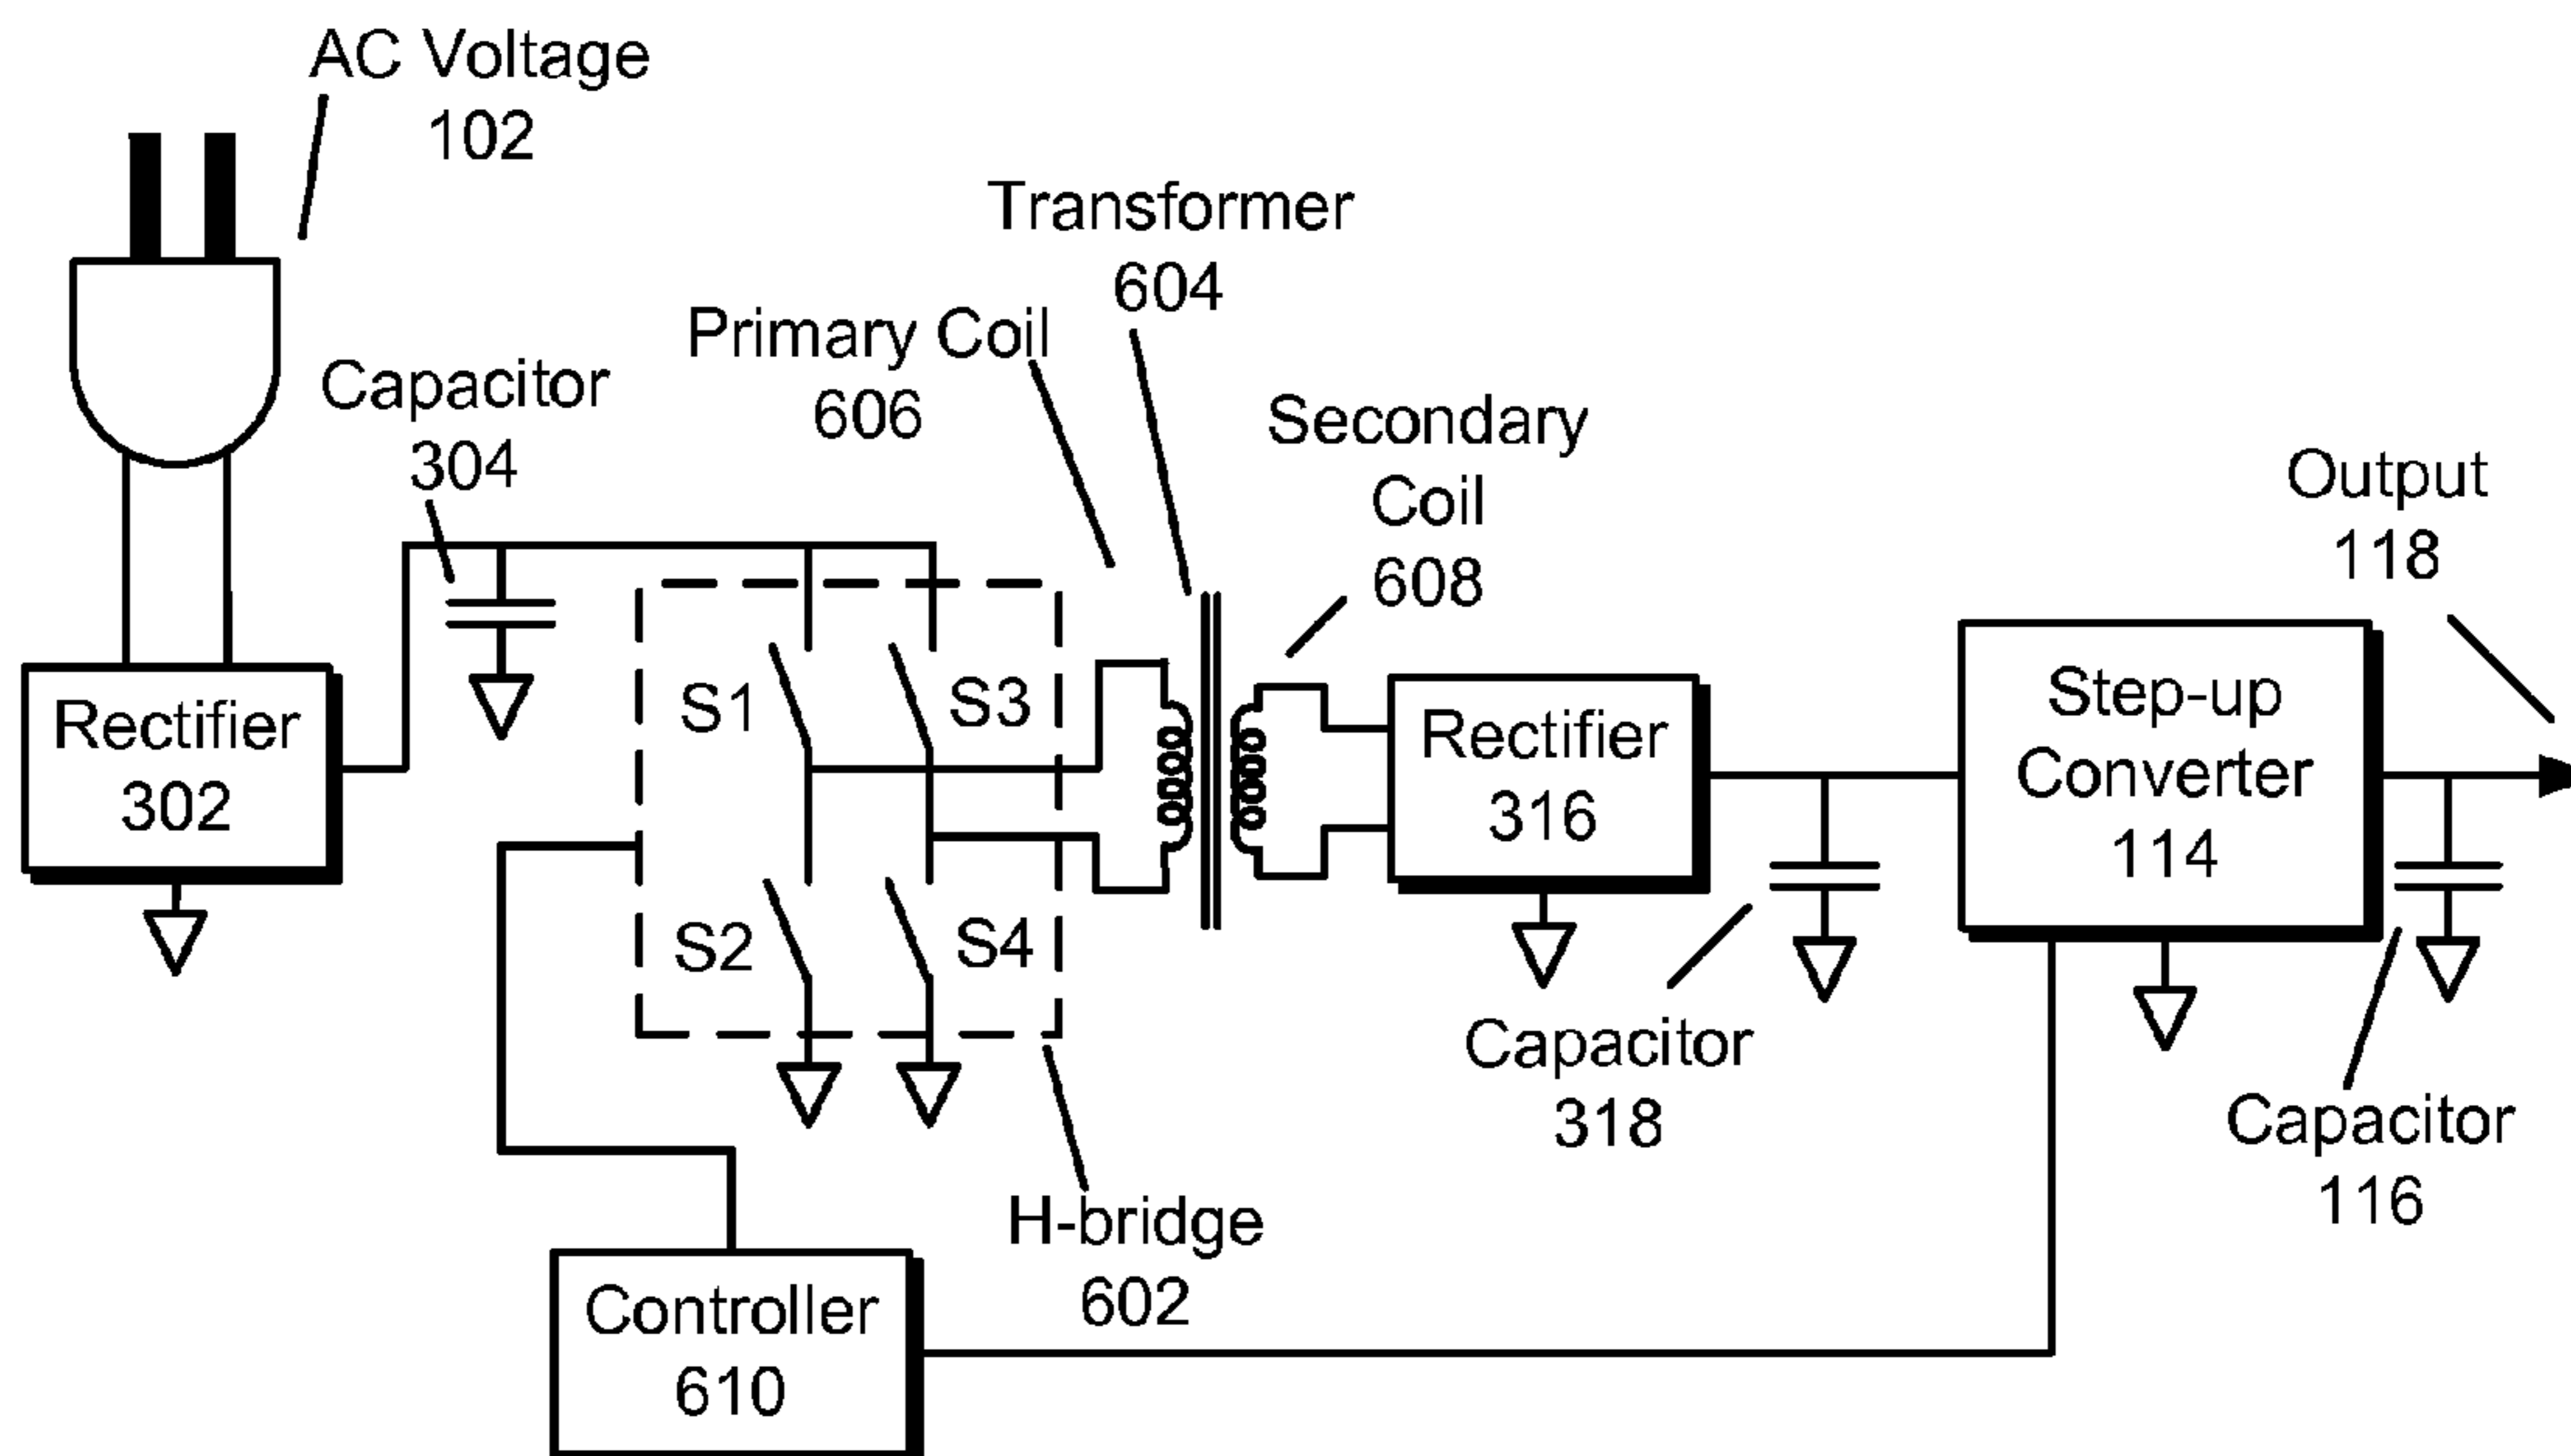 AC Voltage
102
Transformer
604
Primary Coil
606
Capacitor
304
Secondary
Coil
608
Output
118
S1
S3
Rectifier
302
Rectifier
316
Step-up
Converter
114
S2
S4
Capacitor
318
Capacitor
116
H-bridge
602
Controller
610